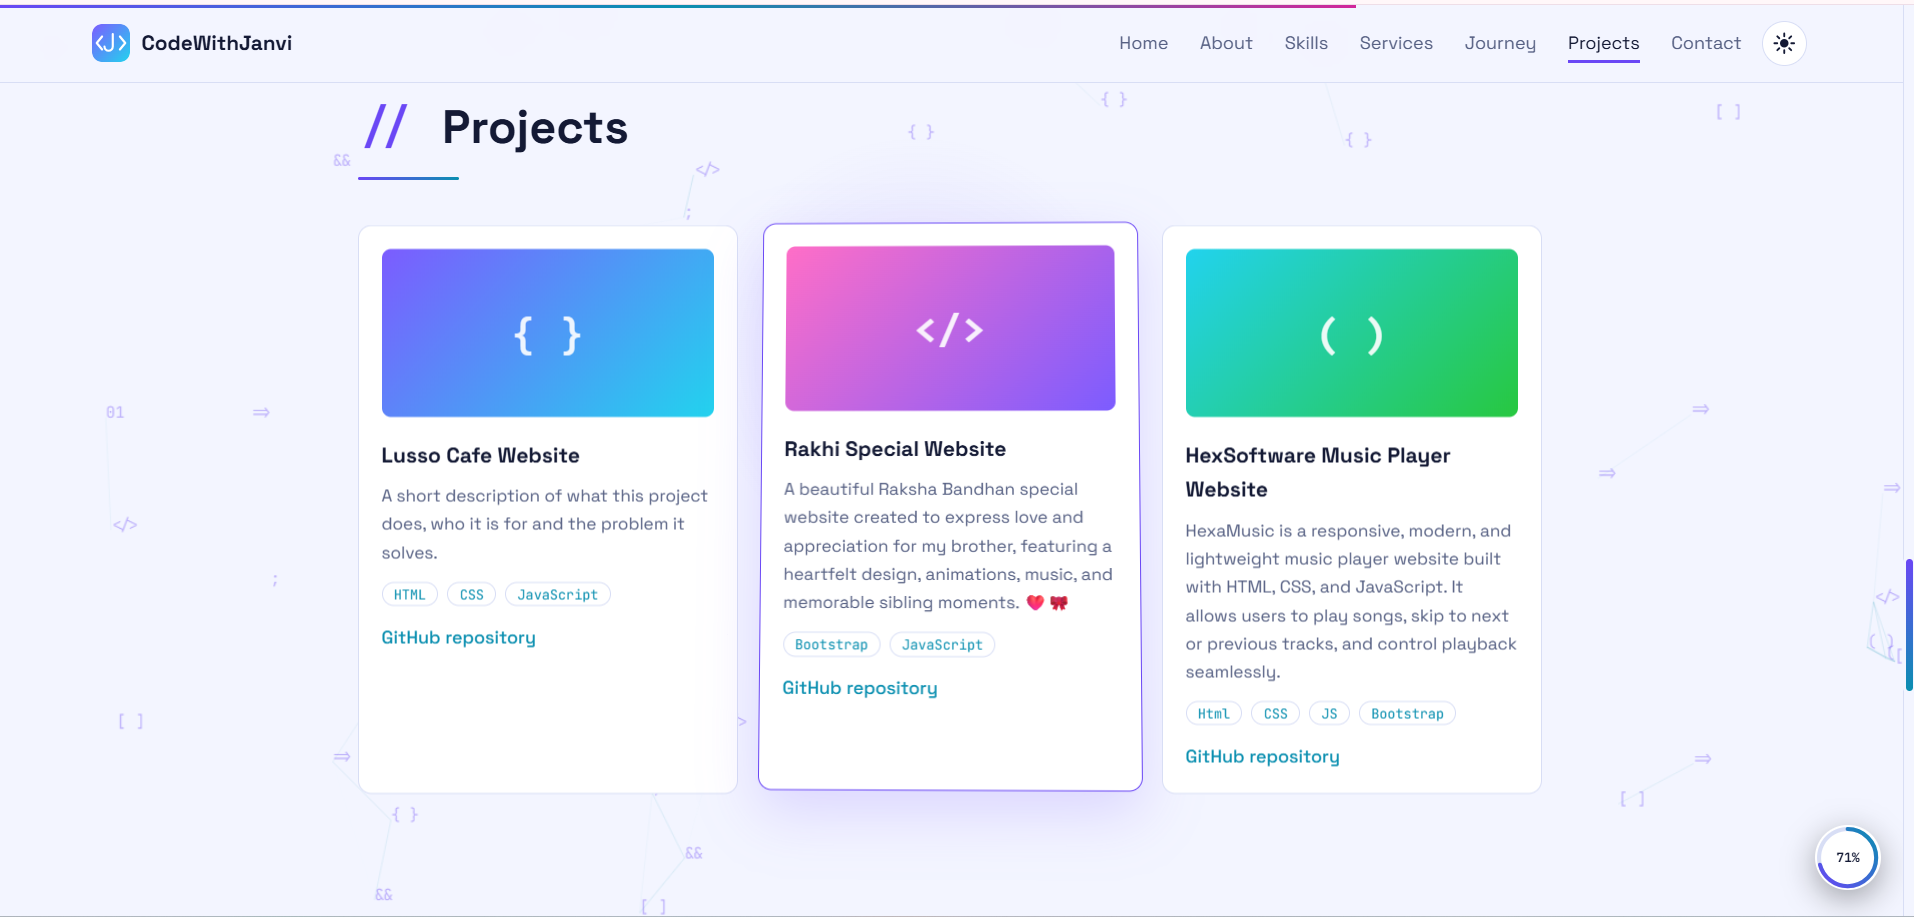 <J> CodeWithJanvi
Home About Skills Services Journey Projects Contact
{ }
{ }
[ ]
{ }
// Projects
&&
</>
;
{ }
</>
( )
01
=>
=>
=>
=>
</>
;
Lusso Cafe Website
A short description of what this project
does, who it is for and the problem it
solves.
HTML CSS JavaScript
GitHub repository
Rakhi Special Website
A beautiful Raksha Bandhan special
website created to express love and
appreciation for my brother, featuring a
heartfelt design, animations, music, and
memorable sibling moments. ❤️ 🎀
Bootstrap JavaScript
GitHub repository
HexSoftware Music Player
Website
HexaMusic is a responsive, modern, and
lightweight music player website built
with HTML, CSS, and JavaScript. It
allows users to play songs, skip to next
or previous tracks, and control playback
seamlessly.
Html CSS JS Bootstrap
GitHub repository
</>
( )
[ ]
>
=>
=>
{ }
[ ]
&&
&&
[ ]
71%